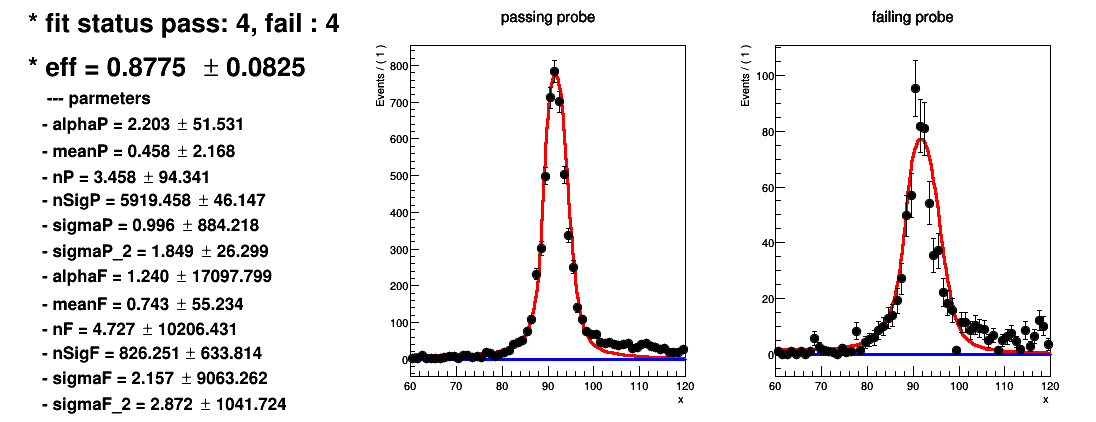 * fit status pass: 4, fail : 4
* eff = 0.8775 ± 0.0825
--- parmeters
- alphaP = 2.203 ± 51.531
- meanP = 0.458 ± 2.168
- nP = 3.458 ± 94.341
- nSigP = 5919.458 ± 46.147
- sigmaP = 0.996 ± 884.218
- sigmaP_2 = 1.849 ± 26.299
- alphaF = 1.240 ± 17097.799
- meanF = 0.743 ± 55.234
- nF = 4.727 ± 10206.431
- nSigF = 826.251 ± 633.814
- sigmaF = 2.157 ± 9063.262
- sigmaF_2 = 2.872 ± 1041.724
passing probe
Events / ( 1 )
800
700
600
500
400
300
200
100
0
60 70 80 90 100 110 120
x
failing probe
Events / ( 1 )
100
80
60
40
20
0
60 70 80 90 100 110 120
x